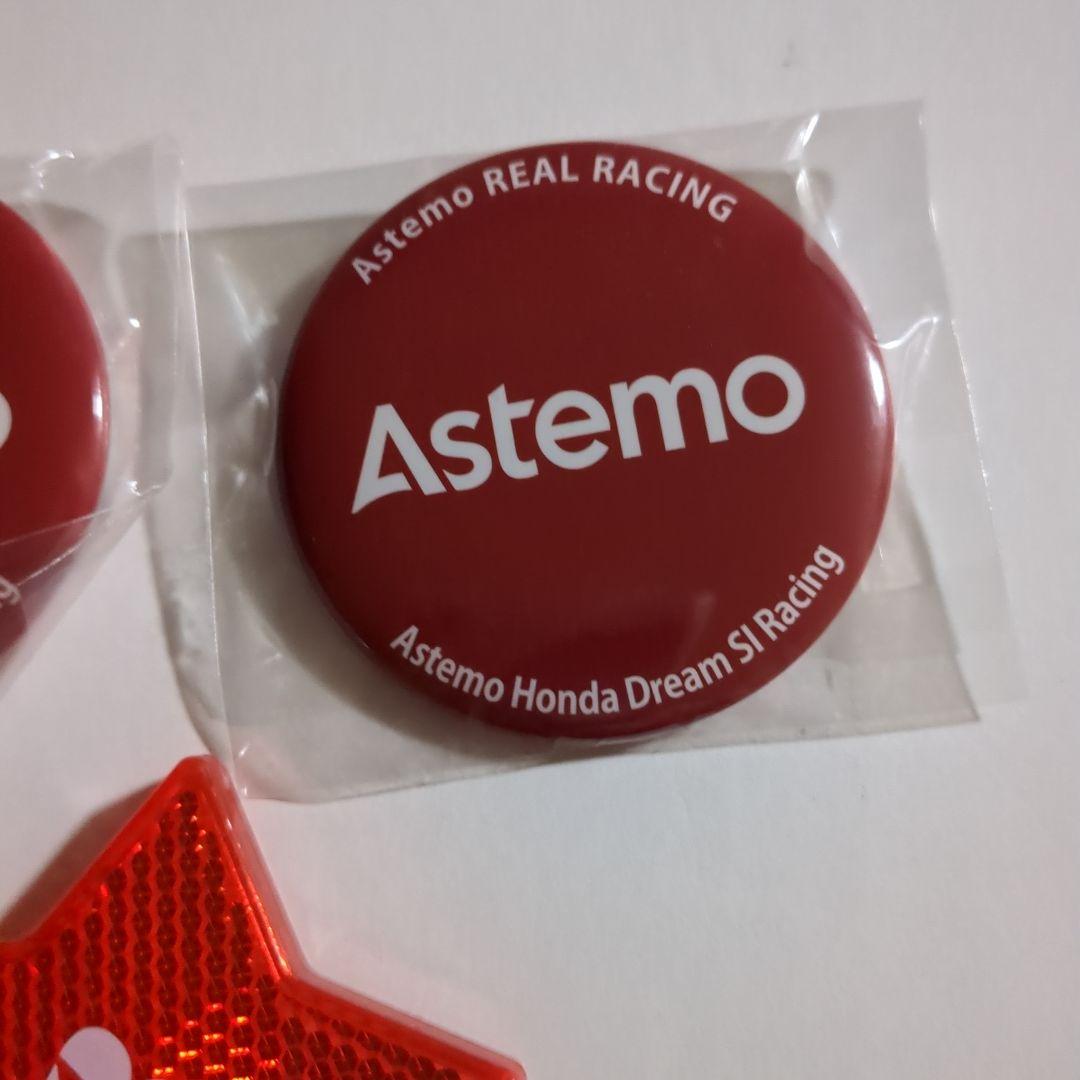 Astemo REAL RACING
Astemo
Astemo Honda Dream SI Racing